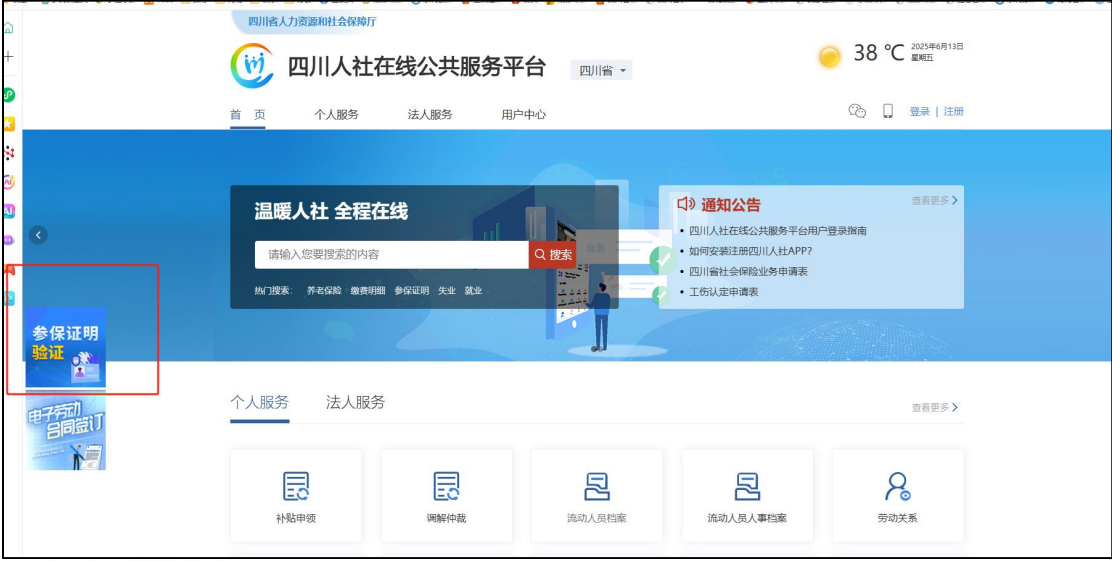 四川省人力资源和社会保障厅
四川人社在线公共服务平台
四川省
38 ℃
2025年6月13日
星期五
首 页
个人服务
法人服务
用户中心
登录 | 注册
温暖人社 全程在线
请输入您要搜索的内容
搜索
热门搜索: 养老保险 缴费明细 参保证明 失业 就业
通知公告
查看更多
• 四川人社在线公共服务平台用户登录指南
• 如何安装注册四川人社APP?
• 四川省社会保险业务申请表
• 工伤认定申请表
参保证明
验证
电子劳动
合同签订
个人服务
法人服务
查看更多
补贴申领
调解仲裁
流动人员档案
流动人员人事档案
劳动关系